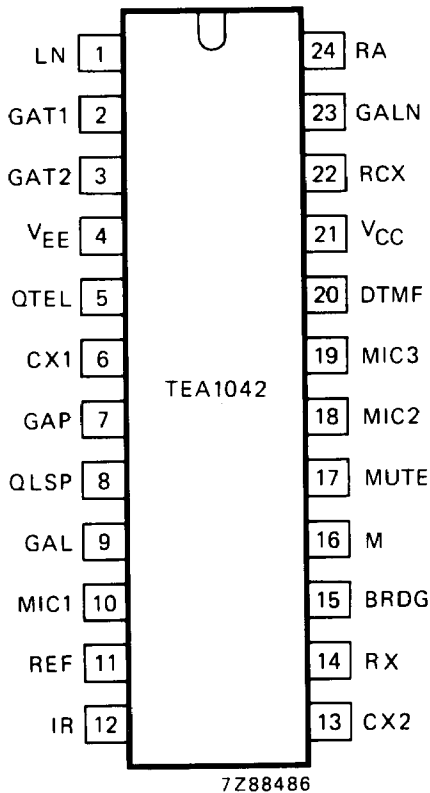 LN 1 24 RA
GAT1 2 23 GALN
GAT2 3 22 RCX
VEE 4 21 VCC
QTEL 5 20 DTMF
CX1 6 19 MIC3
TEA1042
GAP 7 18 MIC2
QLSP 8 17 MUTE
GAL 9 16 M
MIC1 10 15 BRDG
REF 11 14 RX
IR 12 13 CX2
7Z88486